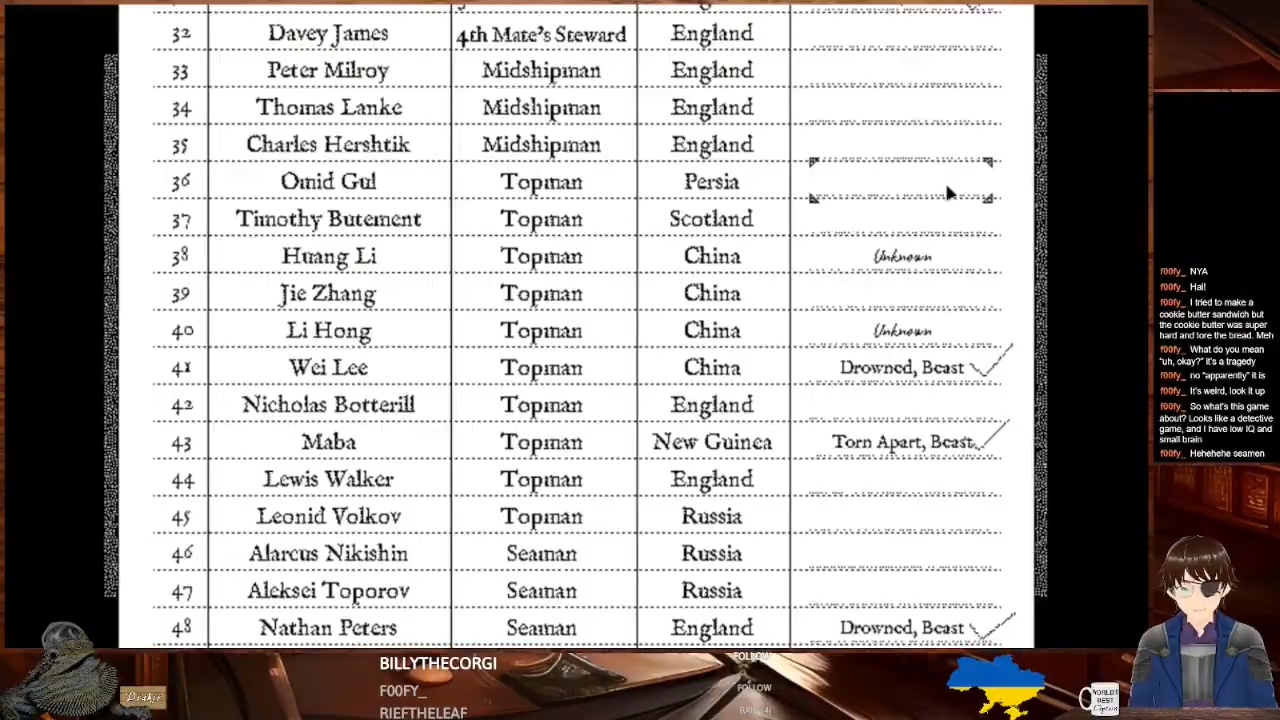 32 Davey James 4th Mate's Steward England
33 Peter Milroy Midshipman England
34 Thomas Lanke Midshipman England
35 Charles Hershtik Midshipman England
36 Omid Gul Topman Persia
37 Timothy Butement Topman Scotland
38 Huang Li Topman China Unknown
39 Jie Zhang Topman China
40 Li Hong Topman China Unknown
41 Wei Lee Topman China Drowned, Beast
42 Nicholas Botterill Topman England
43 Maba Topman New Guinea Torn Apart, Beast
44 Lewis Walker Topman England
45 Leonid Volkov Topman Russia
46 Alarcus Nikishin Seaman Russia
47 Aleksei Toporov Seaman Russia
48 Nathan Peters Seaman England Drowned, Beast
f00fy_ NYA
f00fy_ Hai!
f00fy_ I tried to make a
cookie butter sandwich but
the cookie butter was super
hard and tore the bread. Meh
f00fy_ What do you mean
"uh, okay?" it's a tragedy
f00fy_ no "apparently" it is
f00fy_ It's weird, look it up
f00fy_ So what's this game
about? Looks like a detective
game, and I have low IQ and
small brain
f00fy_ Hehehehe seamen
Drake
BILLYTHECORGI
F00FY_
RIEFTHELEAF
FOLLOW
FOLLOW
WORLD'S
BEST
Captain